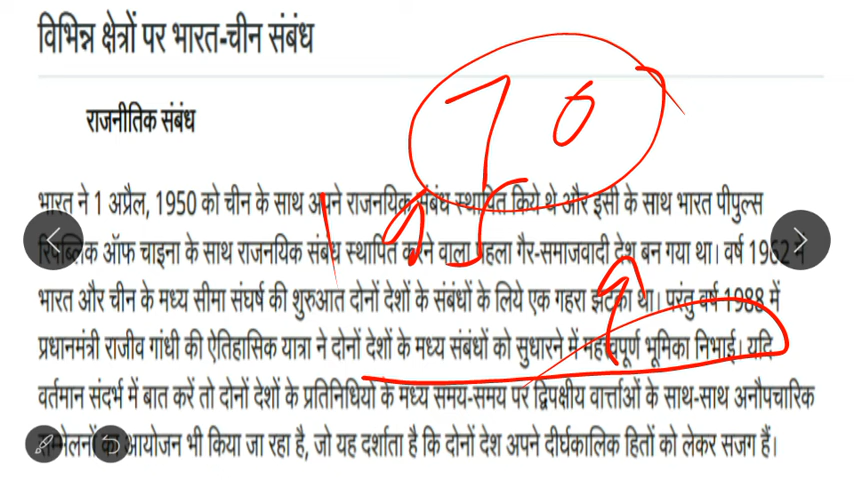 विभिन्न क्षेत्रों पर भारत-चीन संबंध
70
राजनीतिक संबंध
भारत ने 1 अप्रैल, 1950 को चीन के साथ अपने राजनयिक संबंध स्थापित किये थे और इसी के साथ भारत पीपुल्स
रिपब्लिक ऑफ चाइना के साथ राजनयिक संबंध स्थापित करने वाला पहला गैर-समाजवादी देश बन गया था। वर्ष 1962 में
भारत और चीन के मध्य सीमा संघर्ष की शुरुआत दोनों देशों के संबंधों के लिये एक गहरा झटका था। परंतु वर्ष 1988 में
प्रधानमंत्री राजीव गांधी की ऐतिहासिक यात्रा ने दोनों देशों के मध्य संबंधों को सुधारने में महत्त्वपूर्ण भूमिका निभाई। यदि
वर्तमान संदर्भ में बात करें तो दोनों देशों के प्रतिनिधियों के मध्य समय-समय पर द्विपक्षीय वार्त्ताओं के साथ-साथ अनौपचारिक
सम्मेलनों का आयोजन भी किया जा रहा है, जो यह दर्शाता है कि दोनों देश अपने दीर्घकालिक हितों को लेकर सजग हैं।